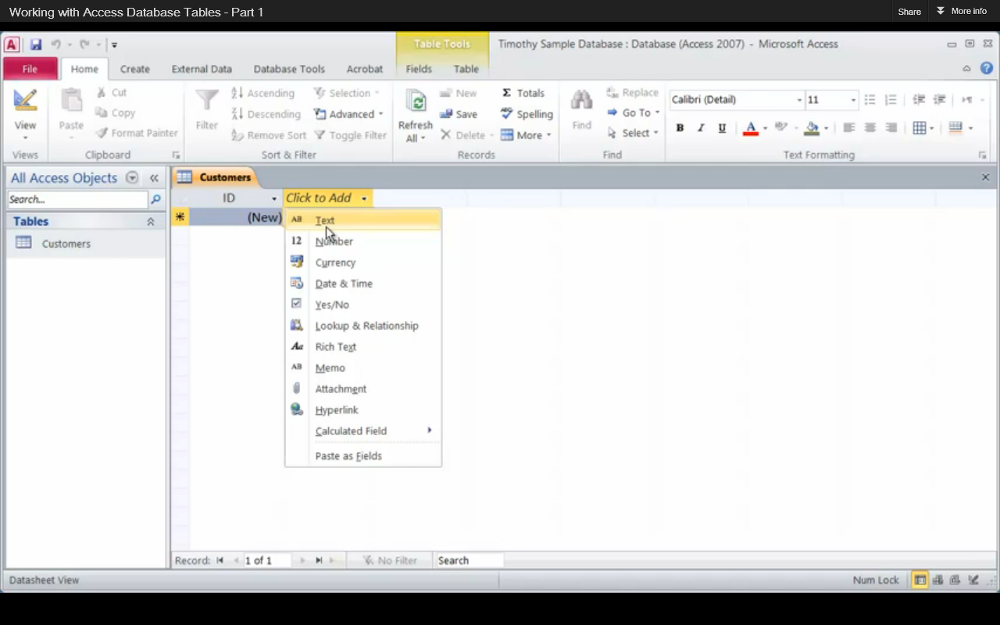 Working with Access Database Tables - Part 1
Share
More info
A
Table Tools
Timothy Sample Database : Database (Access 2007) - Microsoft Access
File
Home
Create
External Data
Database Tools
Acrobat
Fields
Table
View
Views
Paste
Cut
Copy
Format Painter
Clipboard
Filter
Ascending
Descending
Remove Sort
Selection
Advanced
Toggle Filter
Sort & Filter
Refresh
All
New
Save
Delete
Σ Totals
Spelling
More
Records
Find
Replace
Go To
Select
Find
Calibri (Detail)
11
B I U A
Text Formatting
All Access Objects
Search...
Tables
Customers
Customers
ID
Click to Add
(New)
AB Text
12 Number
Currency
Date & Time
Yes/No
Lookup & Relationship
Aa Rich Text
AB Memo
Attachment
Hyperlink
Calculated Field
Paste as Fields
Record:
1 of 1
No Filter
Search
Datasheet View
Num Lock